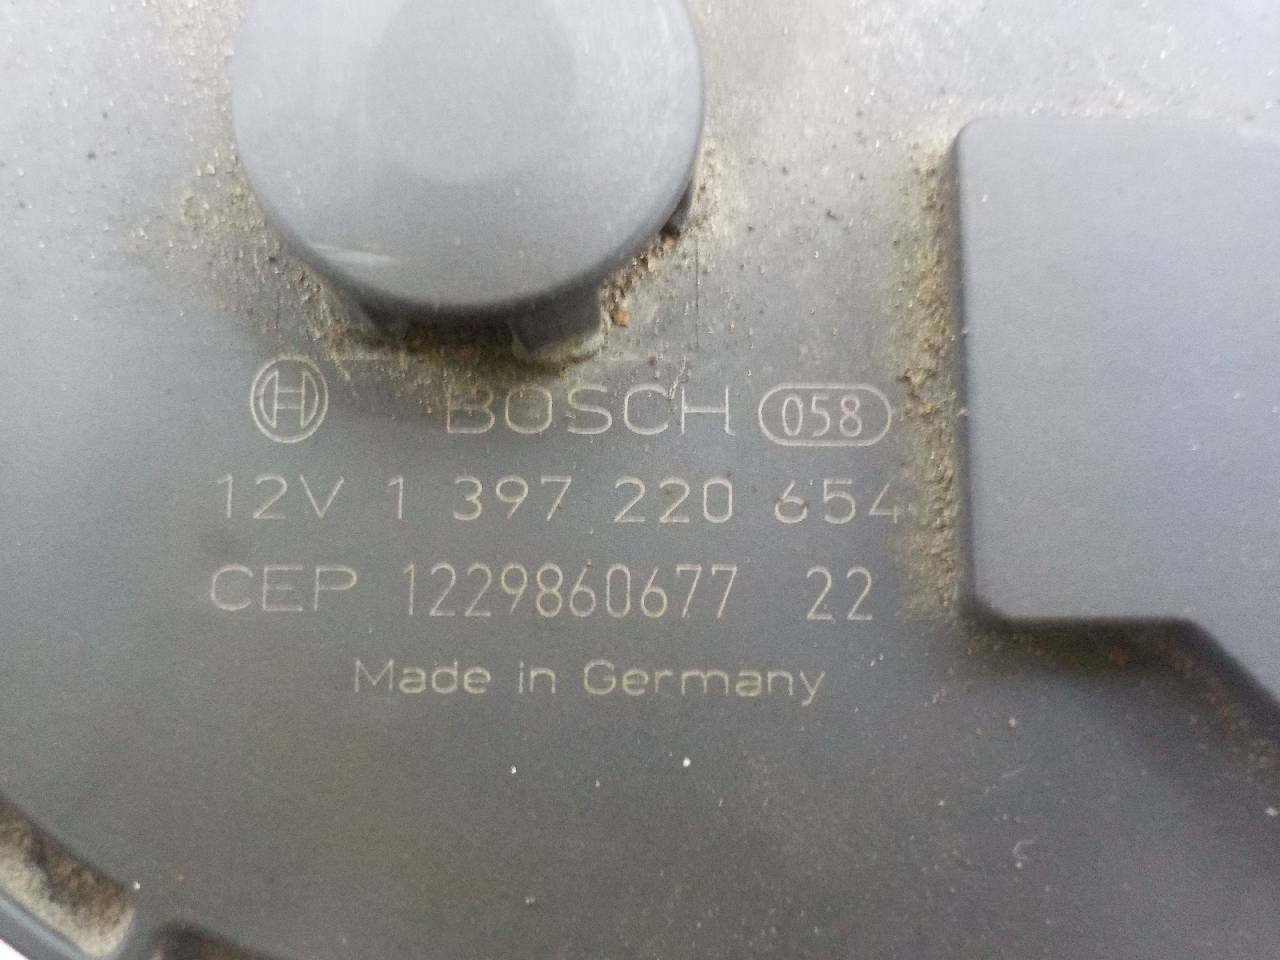 BOSCH 058
12V 1 397 220 654
CEP 1229860677 22
Made in Germany